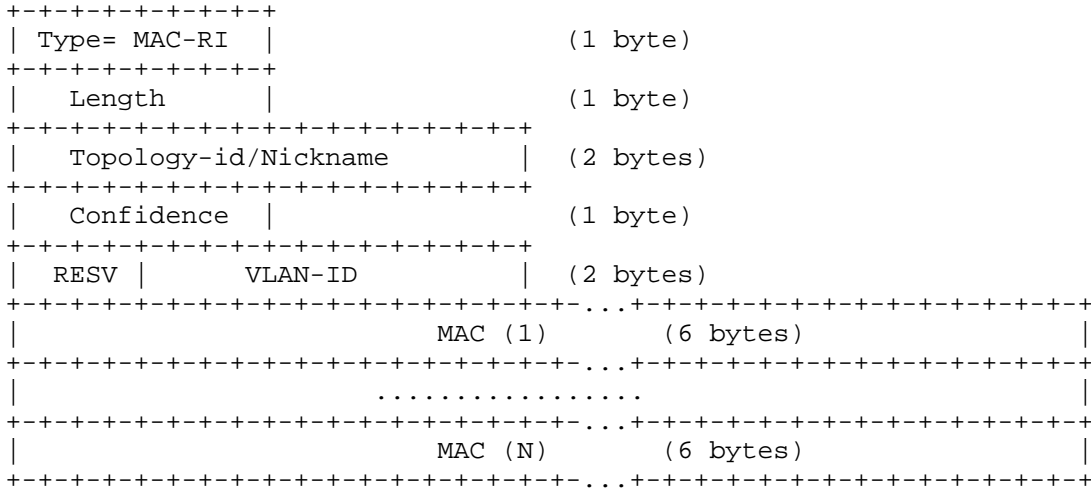 +-+-+-+-+-+-+-+-+
| Type= MAC-RI  |                  (1 byte)
+-+-+-+-+-+-+-+-+
|   Length      |                  (1 byte)
+-+-+-+-+-+-+-+-+-+-+-+-+-+-+-+-+
|   Topology-id/Nickname        |  (2 bytes)
+-+-+-+-+-+-+-+-+-+-+-+-+-+-+-+-+
|   Confidence  |                  (1 byte)
+-+-+-+-+-+-+-+-+-+-+-+-+-+-+-+-+
|  RESV |      VLAN-ID          |  (2 bytes)
+-+-+-+-+-+-+-+-+-+-+-+-+-+-+-+-+-+-...+-+-+-+-+-+-+-+-+-+-+-+-+-+-+
|                          MAC (1)       (6 bytes)                 |
+-+-+-+-+-+-+-+-+-+-+-+-+-+-+-+-+-+-...+-+-+-+-+-+-+-+-+-+-+-+-+-+-+
|                      .................                           |
+-+-+-+-+-+-+-+-+-+-+-+-+-+-+-+-+-+-...+-+-+-+-+-+-+-+-+-+-+-+-+-+-+
|                          MAC (N)       (6 bytes)                 |
+-+-+-+-+-+-+-+-+-+-+-+-+-+-+-+-+-+-...+-+-+-+-+-+-+-+-+-+-+-+-+-+-+